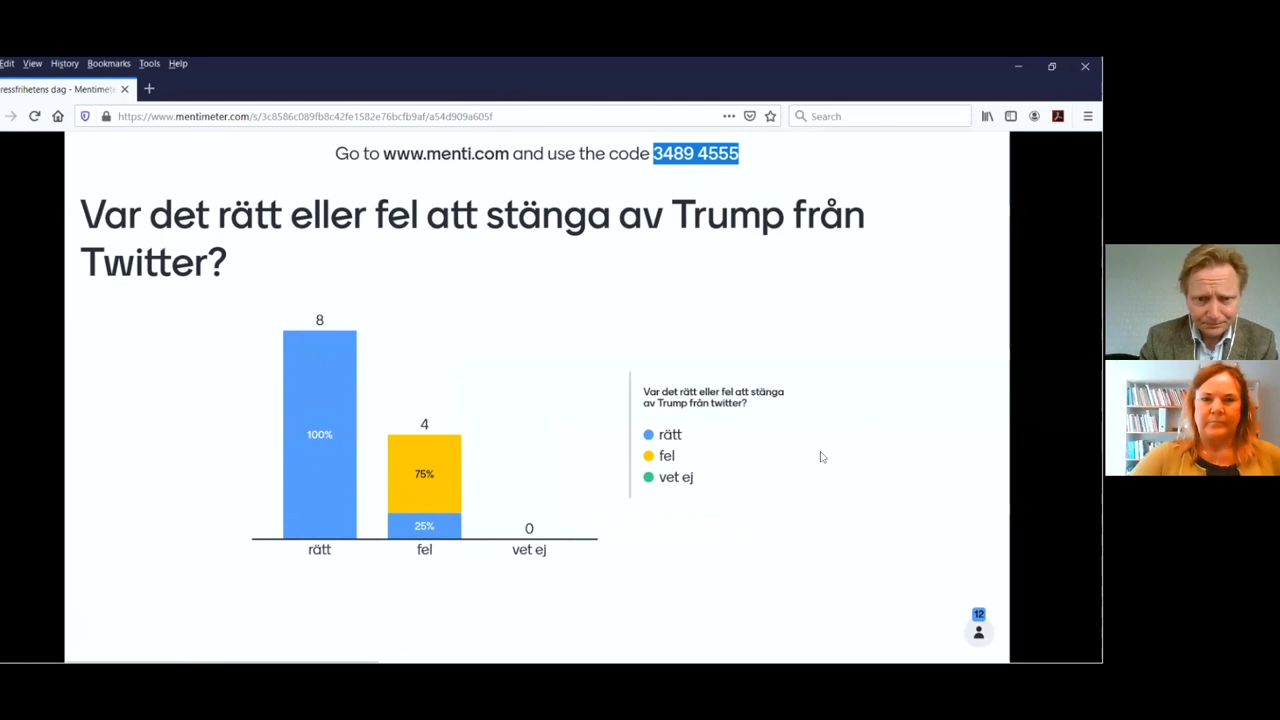 Edit View History Bookmarks Tools Help
ressfrihetens dag - Mentimete
https://www.mentimeter.com/s/3c8586c089fb8c42fe1582e76bcfb9af/a54d909a605f
Search
Go to www.menti.com and use the code 3489 4555
Var det rätt eller fel att stänga av Trump från
Twitter?
8
100%
4
75%
25%
0
rätt fel vet ej
Var det rätt eller fel att stänga
av Trump från twitter?
rätt
fel
vet ej
12